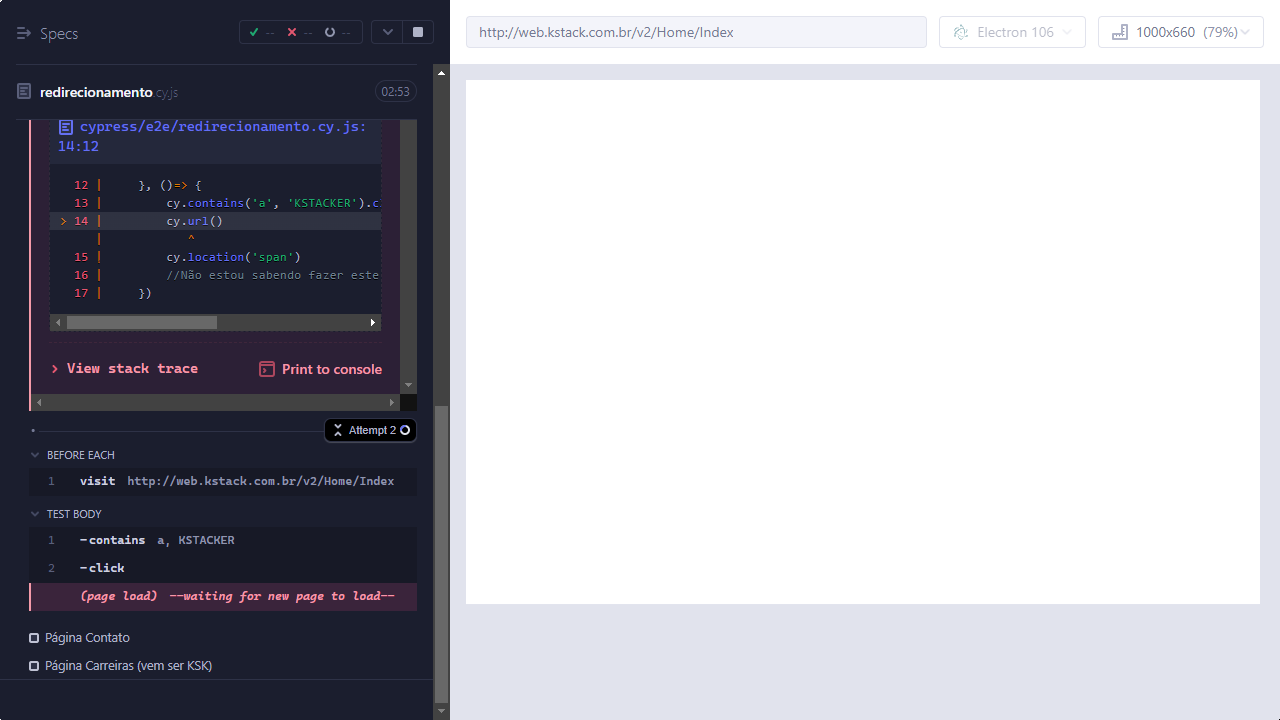 Specs
--
--
--
http://web.kstack.com.br/v2/Home/Index
Electron 106
1000x660 (79%)
redirecionamento.cy.js
02:53
cypress/e2e/redirecionamento.cy.js:
14:12
12 | }, ()=> {
13 | cy.contains('a', 'KSTACKER').c
> 14 | cy.url()
| ^
15 | cy.location('span')
16 | //Não estou sabendo fazer este
17 | })
> View stack trace
Print to console
Attempt 2
BEFORE EACH
1 visit http://web.kstack.com.br/v2/Home/Index
TEST BODY
1 -contains a, KSTACKER
2 -click
(page load) --waiting for new page to load--
Página Contato
Página Carreiras (vem ser KSK)